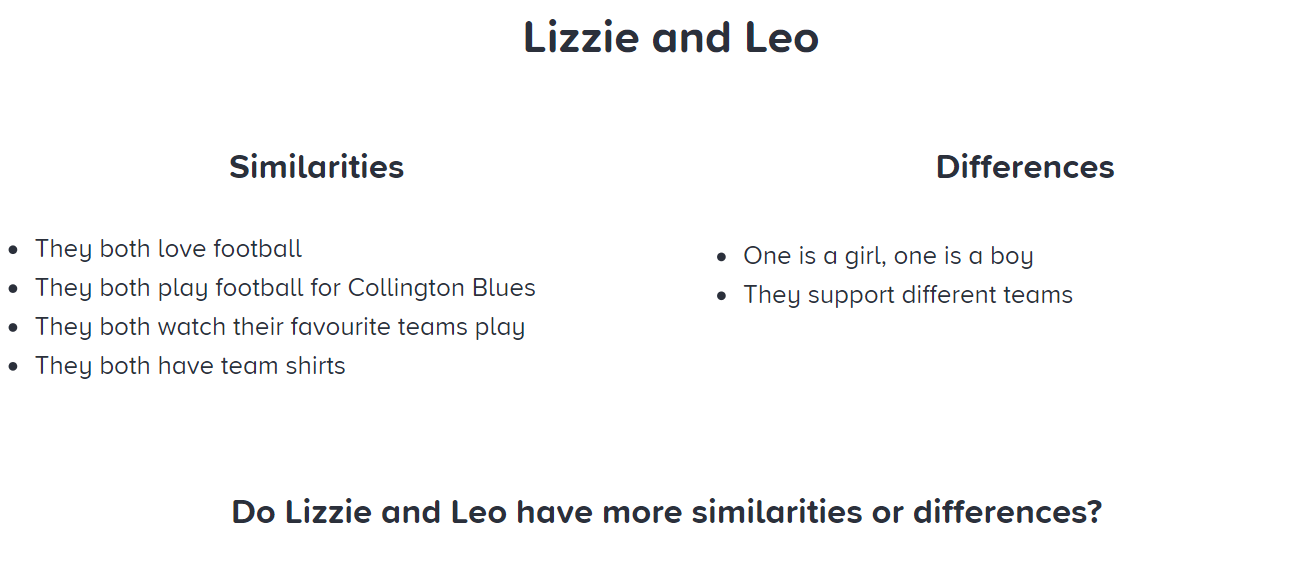 Lizzie and Leo
Similarities
• They both love football
• They both play football for Collington Blues
• They both watch their favourite teams play
• They both have team shirts
Differences
• One is a girl, one is a boy
• They support different teams
Do Lizzie and Leo have more similarities or differences?